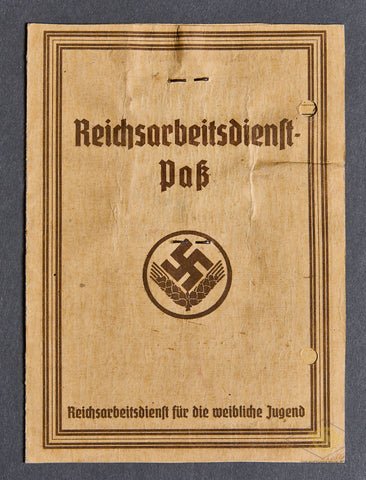 Reichsarbeitsdienst-
Paß
Reichsarbeitsdienst für die weibliche Jugend